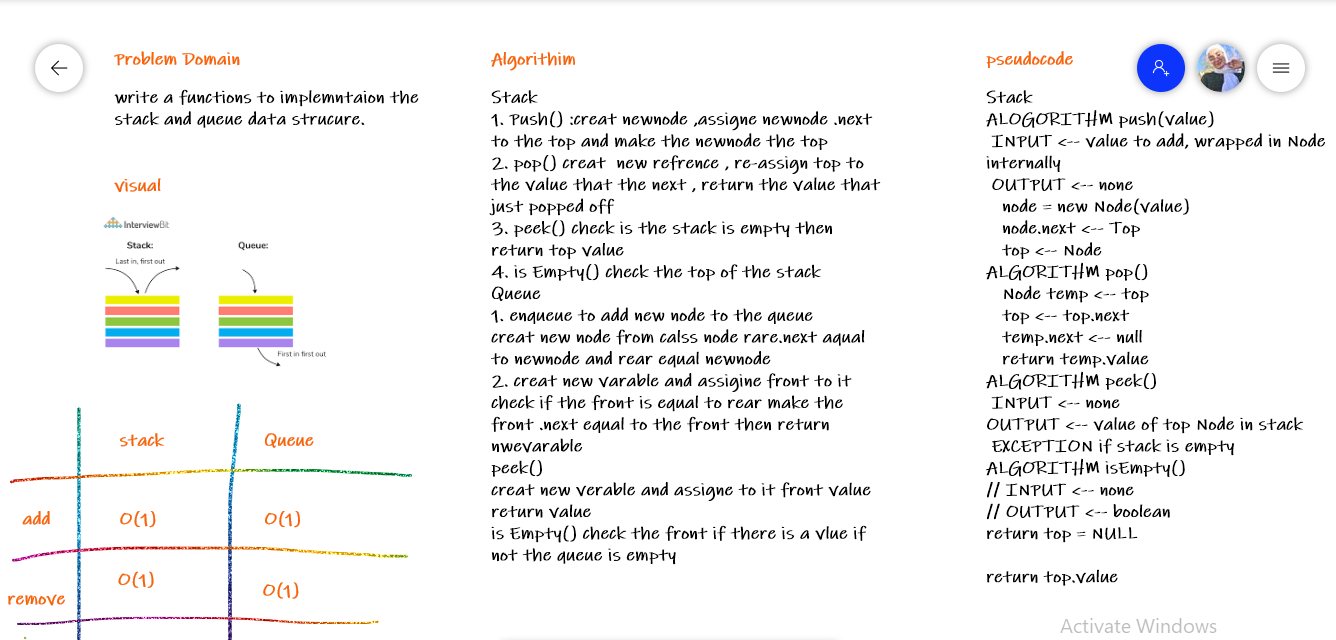 Problem Domain
write a functions to implemntaion the
stack and queue data strucure.
visual
InterviewBit
Stack:
Queue:
Last in, first out
First in first out
stack
Queue
add
O(1)
O(1)
remove
O(1)
O(1)
Algorithim
Stack
1. Push() :creat newnode ,assigne newnode .next
to the top and make the newnode the top
2. pop() creat new refrence , re-assign top to
the value that the next , return the value that
just popped off
3. peek() check is the stack is empty then
return top value
4. is Empty() check the top of the stack
Queue
1. enqueue to add new node to the queue
creat new node from calss node rare.next aqual
to newnode and rear equal newnode
2. creat new varable and assigine front to it
check if the front is equal to rear make the
front .next equal to the front then return
nwevarable
peek()
creat new verable and assigne to it front value
return value
is Empty() check the front if there is a vlue if
not the queue is empty
pseudocode
Stack
ALOGORITHM push(value)
INPUT <-- value to add, wrapped in Node
internally
OUTPUT <-- none
node = new Node(value)
node.next <-- Top
top <-- Node
ALGORITHM pop()
Node temp <-- top
top <-- top.next
temp.next <-- null
return temp.value
ALGORITHM peek()
INPUT <-- none
OUTPUT <-- value of top Node in stack
EXCEPTION if stack is empty
ALGORITHM isEmpty()
// INPUT <-- none
// OUTPUT <-- boolean
return top = NULL
return top.value
Activate Windows